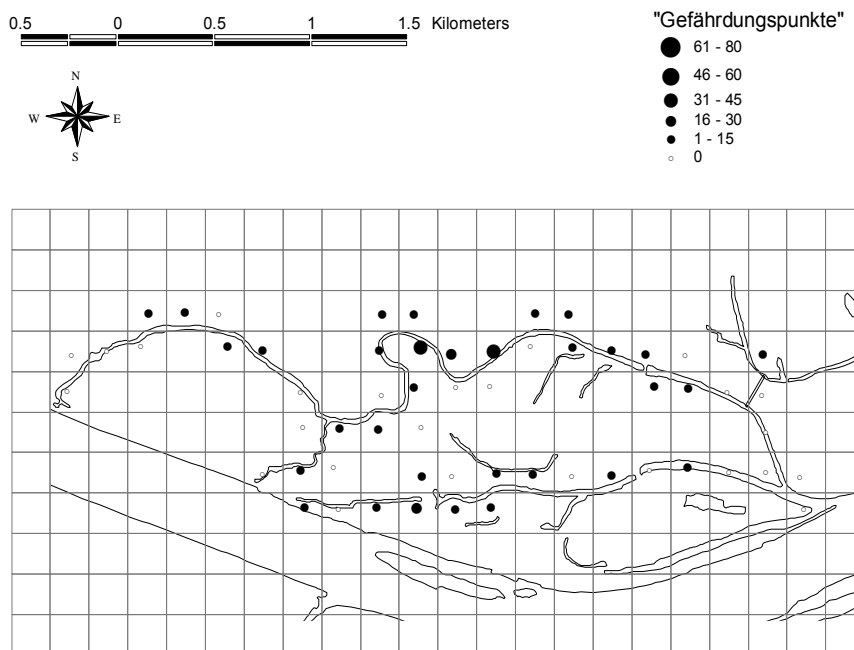 0.5 0 0.5 1 1.5 Kilometers
N
W E
S
"Gefährdungspunkte"
61 - 80
46 - 60
31 - 45
16 - 30
1 - 15
0